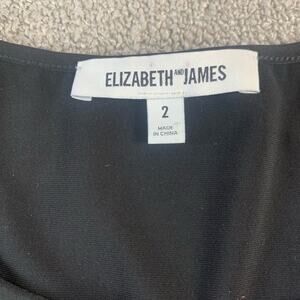 ELIZABETH AND JAMES
2
MADE
IN CHINA